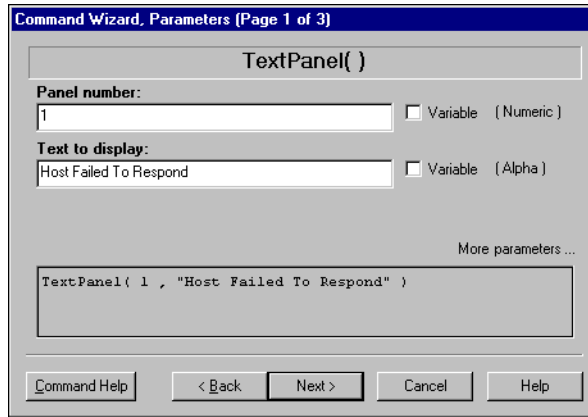 Command Wizard, Parameters (Page 1 of 3)
TextPanel( )
Panel number:
1
Variable ( Numeric )
Text to display:
Host Failed To Respond
Variable ( Alpha )
More parameters ...
TextPanel( 1 , "Host Failed To Respond" )
Command Help < Back Next > Cancel Help